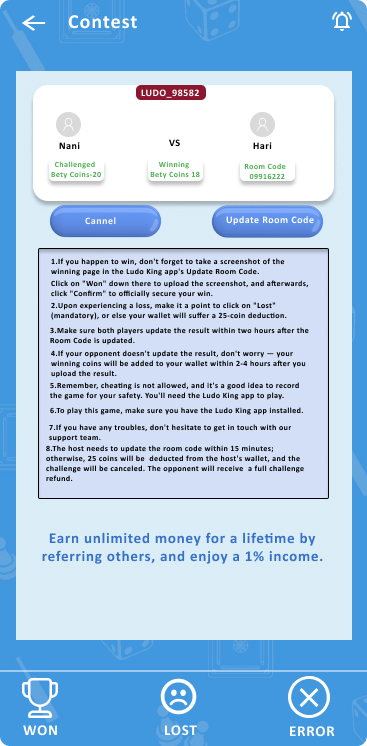 Contest
LUDO_98582
Nani
VS
Hari
Challenged
Bety Coins-20
Winning
Bety Coins 18
Room Code
09916222
Cannel
Update Room Code
1.If you happen to win, don't forget to take a screenshot of the
winning page in the Ludo King app's Update Room Code.
Click on "Won" down there to upload the screenshot, and afterwards,
click "Confirm" to officially secure your win.
2.Upon experiencing a loss, make it a point to click on "Lost"
(mandatory), or else your wallet will suffer a 25-coin deduction.
3.Make sure both players update the result within two hours after the
Room Code is updated.
4.If your opponent doesn't update the result, don't worry — your
winning coins will be added to your wallet within 2-4 hours after you
upload the result.
5.Remember, cheating is not allowed, and it's a good idea to record
the game for your safety. You'll need the Ludo King app to play.
6.To play this game, make sure you have the Ludo King app installed.
7.If you have any troubles, don't hesitate to get in touch with our
support team.
8.The host needs to update the room code within 15 minutes;
otherwise, 25 coins will be deducted from the host's wallet, and the
challenge will be canceled. The opponent will receive a full challenge
refund.
Earn unlimited money for a lifetime by
referring others, and enjoy a 1% income.
WON
LOST
ERROR